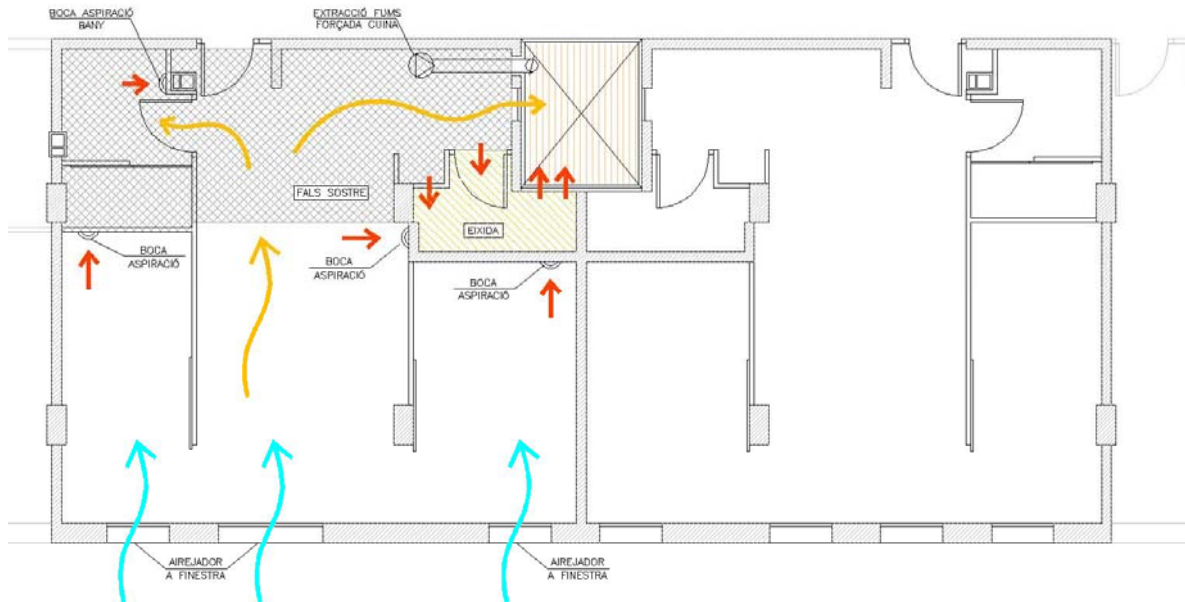 BOCA ASPIRACIÓ
BANY
EXTRACCIÓ FUMS
FORÇADA CUINA
FALS SOSTRE
EIXIDA
BOCA
ASPIRACIÓ
BOCA
ASPIRACIÓ
BOCA
ASPIRACIÓ
AIREJADOR
A FINESTRA
AIREJADOR
A FINESTRA